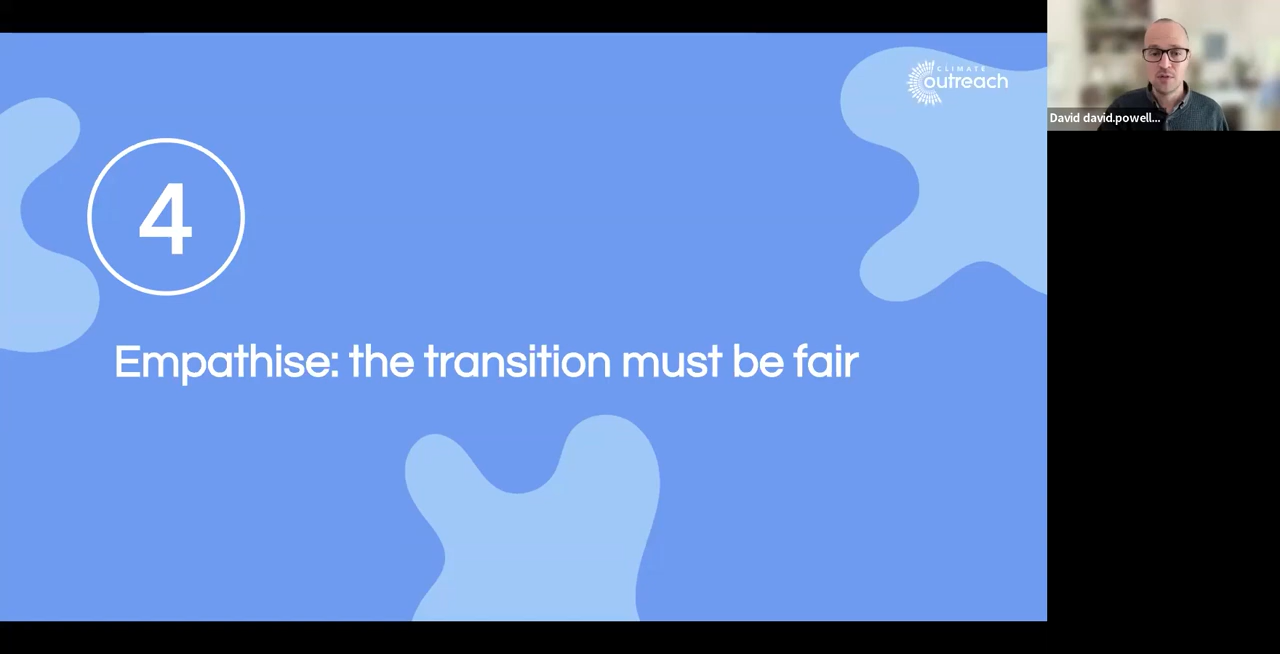 CLIMATE
outreach
David david.powell...
4
Empathise: the transition must be fair